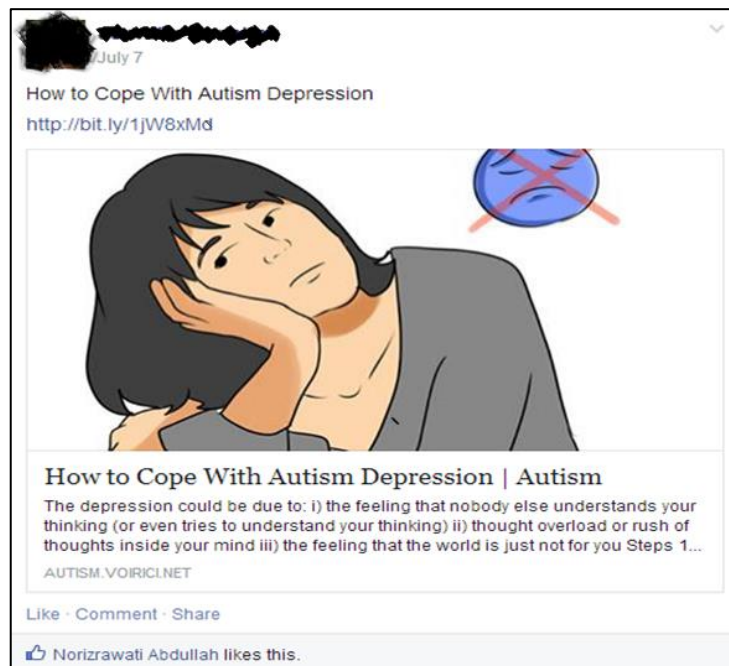 July 7
How to Cope With Autism Depression
http://bit.ly/1jW8xMd
How to Cope With Autism Depression | Autism
The depression could be due to: i) the feeling that nobody else understands your
thinking (or even tries to understand your thinking) ii) thought overload or rush of
thoughts inside your mind iii) the feeling that the world is just not for you Steps 1...
AUTISM.VOIRICI.NET
Like · Comment · Share
Norizrawati Abdullah likes this.